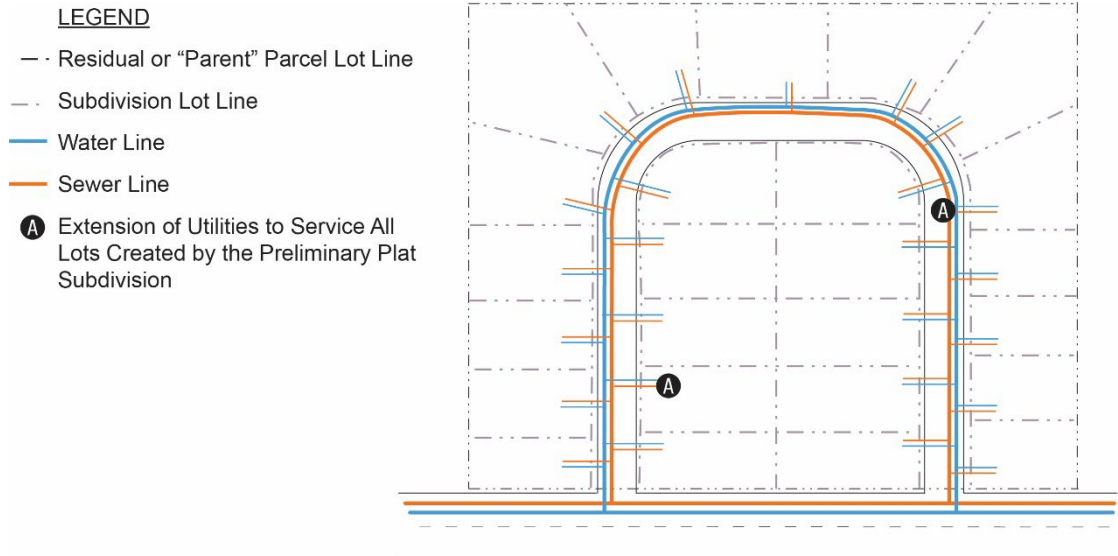 LEGEND
Residual or “Parent” Parcel Lot Line
Subdivision Lot Line
Water Line
Sewer Line
A Extension of Utilities to Service All
Lots Created by the Preliminary Plat
Subdivision
A
A